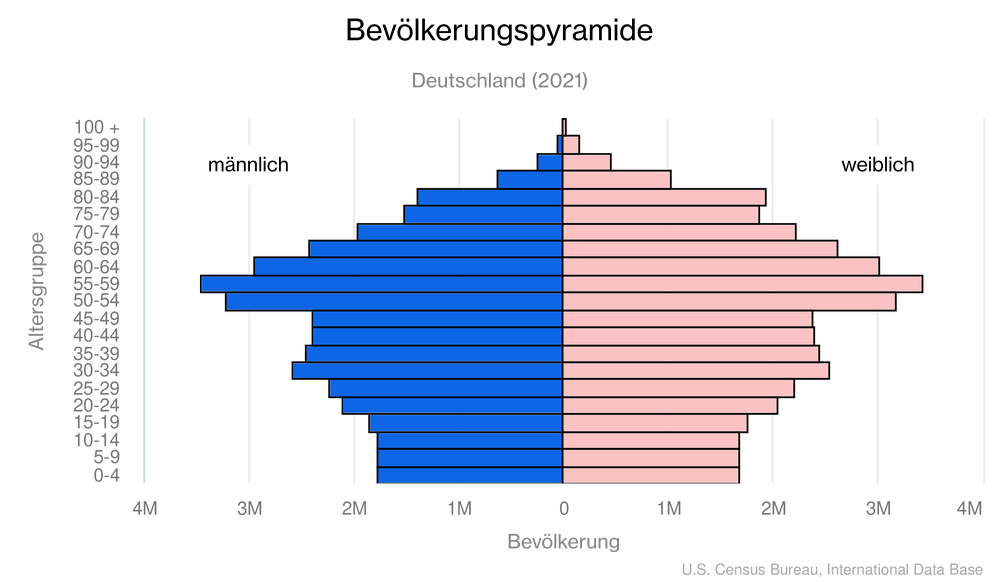 Bevölkerungspyramide
Deutschland (2021)
männlich
weiblich
Altersgruppe
100 +
95-99
90-94
85-89
80-84
75-79
70-74
65-69
60-64
55-59
50-54
45-49
40-44
35-39
30-34
25-29
20-24
15-19
10-14
5-9
0-4
4M 3M 2M 1M 0 1M 2M 3M 4M
Bevölkerung
U.S. Census Bureau, International Data Base